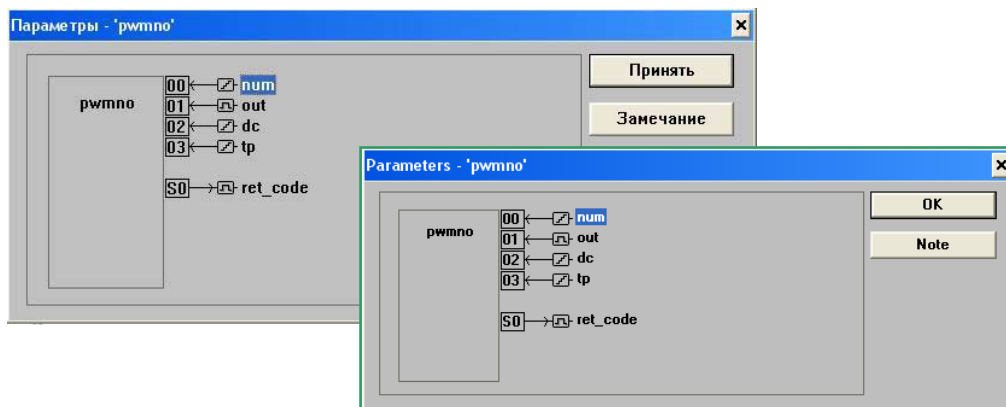 Параметры - 'pwmno'
pwmno
00 num
01 out
02 dc
03 tp
S0 ret_code
Принять
Замечание
Parameters - 'pwmno'
pwmno
00 num
01 out
02 dc
03 tp
S0 ret_code
OK
Note